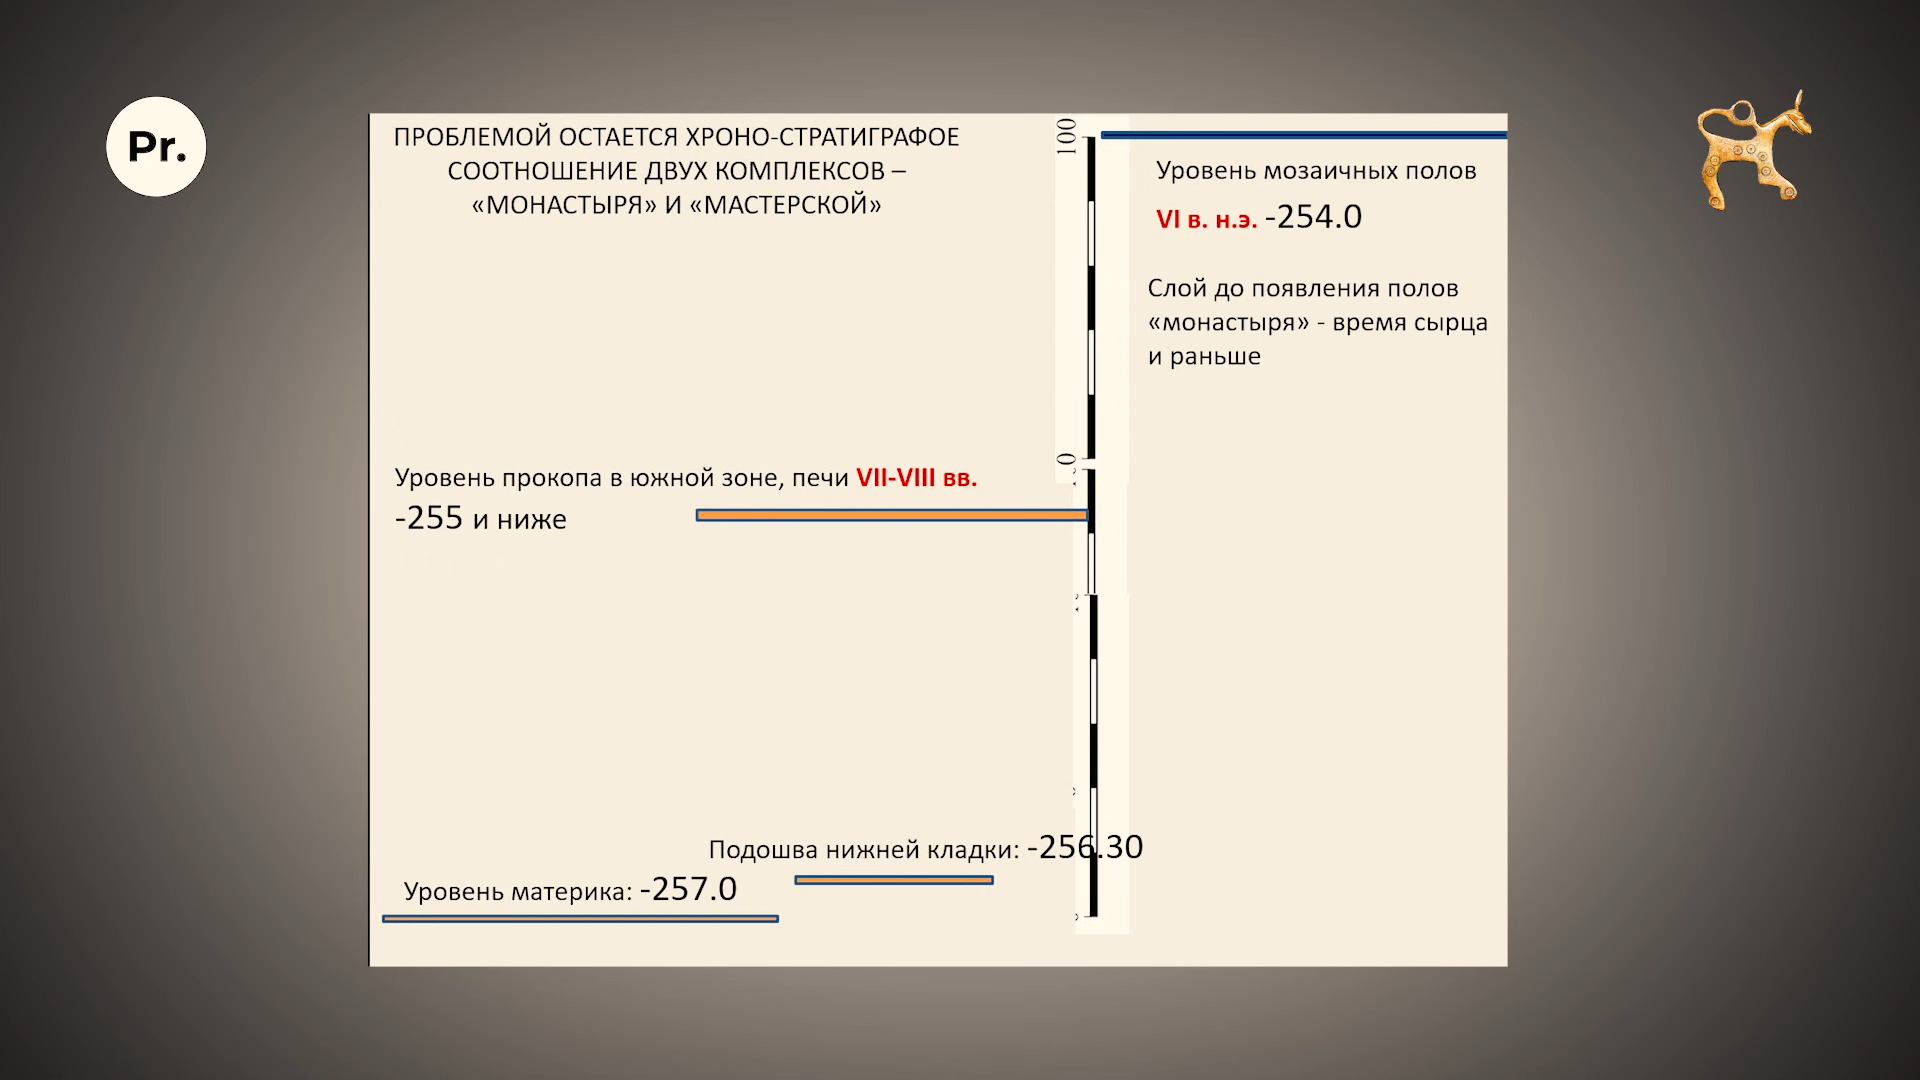 Pr.
ПРОБЛЕМОЙ ОСТАЕТСЯ ХРОНО-СТРАТИГРАФОЕ
СООТНОШЕНИЕ ДВУХ КОМПЛЕКСОВ –
«МОНАСТЫРЯ» И «МАСТЕРСКОЙ»
100
Уровень мозаичных полов
VI в. н.э. -254.0
Слой до появления полов
«монастыря» - время сырца
и раньше
0
Уровень прокопа в южной зоне, печи VII-VIII вв.
-255 и ниже
Подошва нижней кладки: -256.30
Уровень материка: -257.0